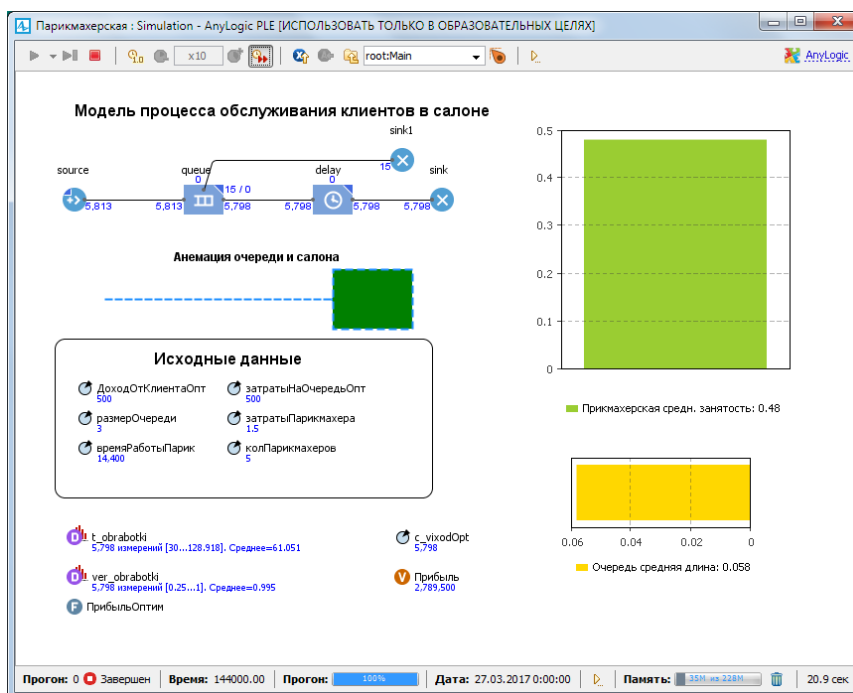 Парикмахерская : Simulation - AnyLogic PLE [ИСПОЛЬЗОВАТЬ ТОЛЬКО В ОБРАЗОВАТЕЛЬНЫХ ЦЕЛЯХ]
x10 root:Main AnyLogic
Модель процесса обслуживания клиентов в салоне
sink1
15
source queue delay sink
0 0
15 / 0
5,813 5,813 5,798 5,798 5,798 5,798
Анемация очереди и салона
Исходные данные
ДоходОтКлиентаОпт затратыНаОчередьОпт
500 500
размерОчереди затратыПарикмахера
3 1.5
времяРаботыПарик колПарикмахеров
14,400 5
t_obrabotki c_vixodOpt
5,798 измерений [30...128.918]. Среднее=61.051 5,798
ver_obrabotki Прибыль
5,798 измерений [0.25...1]. Среднее=0.995 2,789,500
F ПрибыльОптим
0.5
0.4
0.3
0.2
0.1
0
Прикмахерская средн. занятость: 0.48
0.06 0.04 0.02 0
Очередь средняя длина: 0.058
Прогон: 0 Завершен Время: 144000.00 Прогон: 100% Дата: 27.03.2017 0:00:00 Память: 35M из 228M 20.9 сек